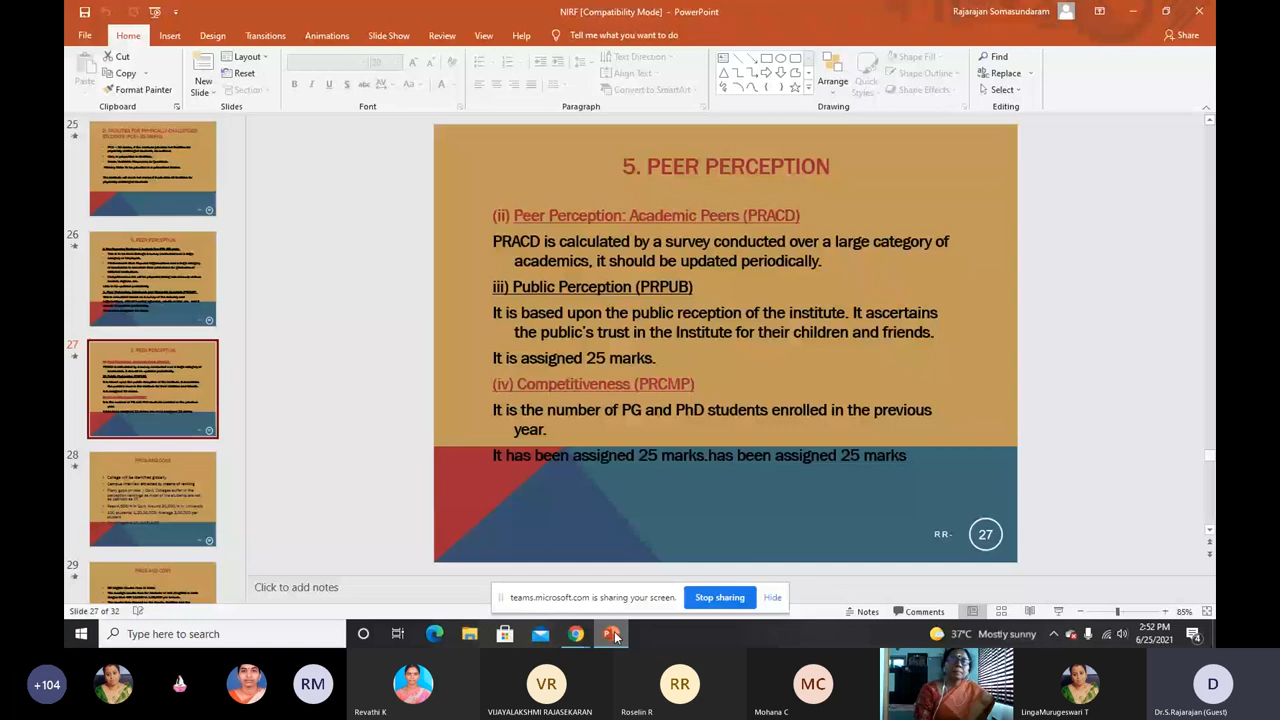 NIRF [Compatibility Mode] - PowerPoint
Rajarajan Somasundaram
File Home Insert Design Transitions Animations Slide Show Review View Help Tell me what you want to do
Share
Paste
Cut
Copy
Format Painter
Clipboard
New Slide
Layout
Reset
Section
Slides
30
Font
Text Direction
Align Text
Convert to SmartArt
Paragraph
Arrange
Quick Styles
Shape Fill
Shape Outline
Shape Effects
Drawing
Find
Replace
Select
Editing
25
26
27
28
29
5. PEER PERCEPTION
(ii) Peer Perception: Academic Peers (PRACD)
PRACD is calculated by a survey conducted over a large category of
academics, it should be updated periodically.
iii) Public Perception (PRPUB)
It is based upon the public reception of the institute. It ascertains
the public's trust in the Institute for their children and friends.
It is assigned 25 marks.
(iv) Competitiveness (PRCMP)
It is the number of PG and PhD students enrolled in the previous
year.
It has been assigned 25 marks.has been assigned 25 marks
RR- 27
Click to add notes
teams.microsoft.com is sharing your screen. Stop sharing Hide
Slide 27 of 32
Notes Comments 85%
Type here to search
37°C Mostly sunny
2:52 PM
6/25/2021
4
+104
RM
VR
RR
MC
D
Revathi K
VIJAYALAKSHMI RAJASEKARAN
Roselin R
Mohana C
LingaMurugeswari T
Dr.S.Rajarajan (Guest)